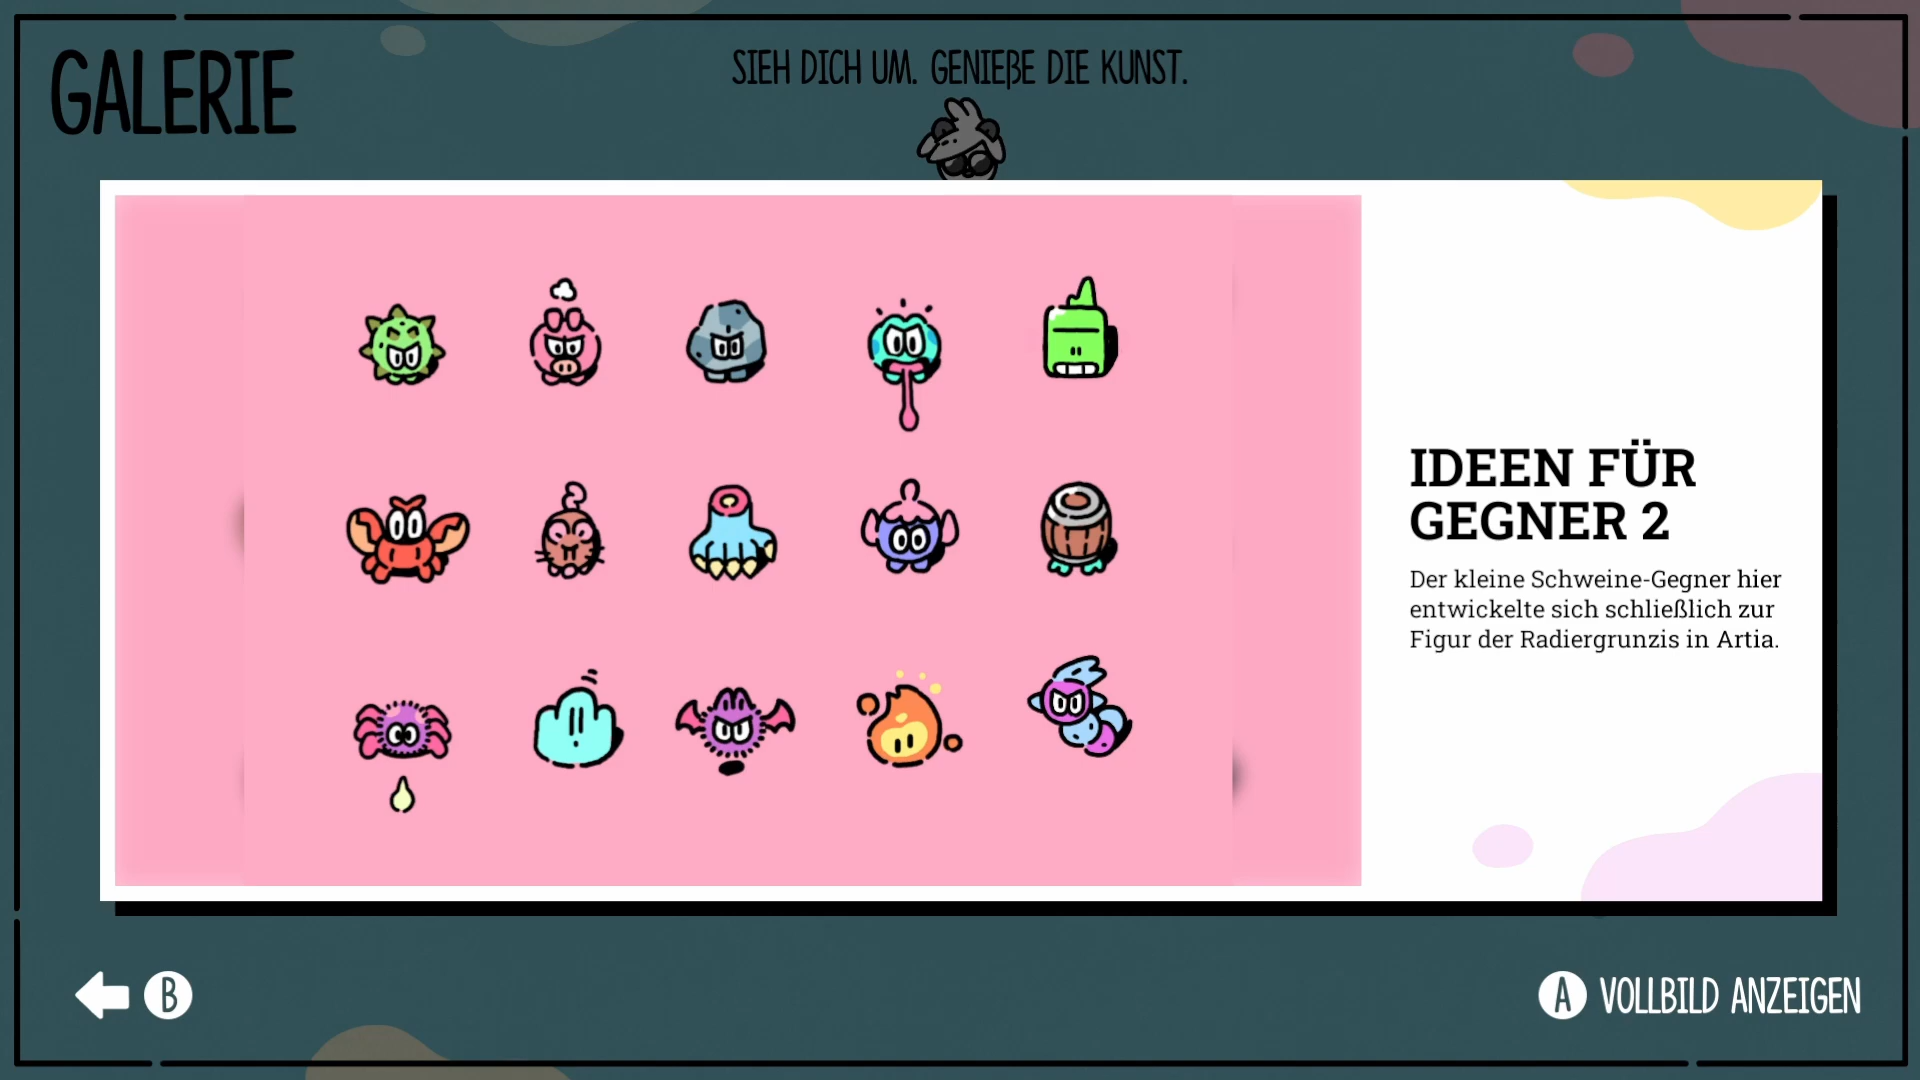 GALERIE
SIEH DICH UM. GENIEßE DIE KUNST.
IDEEN FÜR
GEGNER 2
Der kleine Schweine-Gegner hier
entwickelte sich schließlich zur
Figur der Radiergrunzis in Artia.
B
A VOLLBILD ANZEIGEN